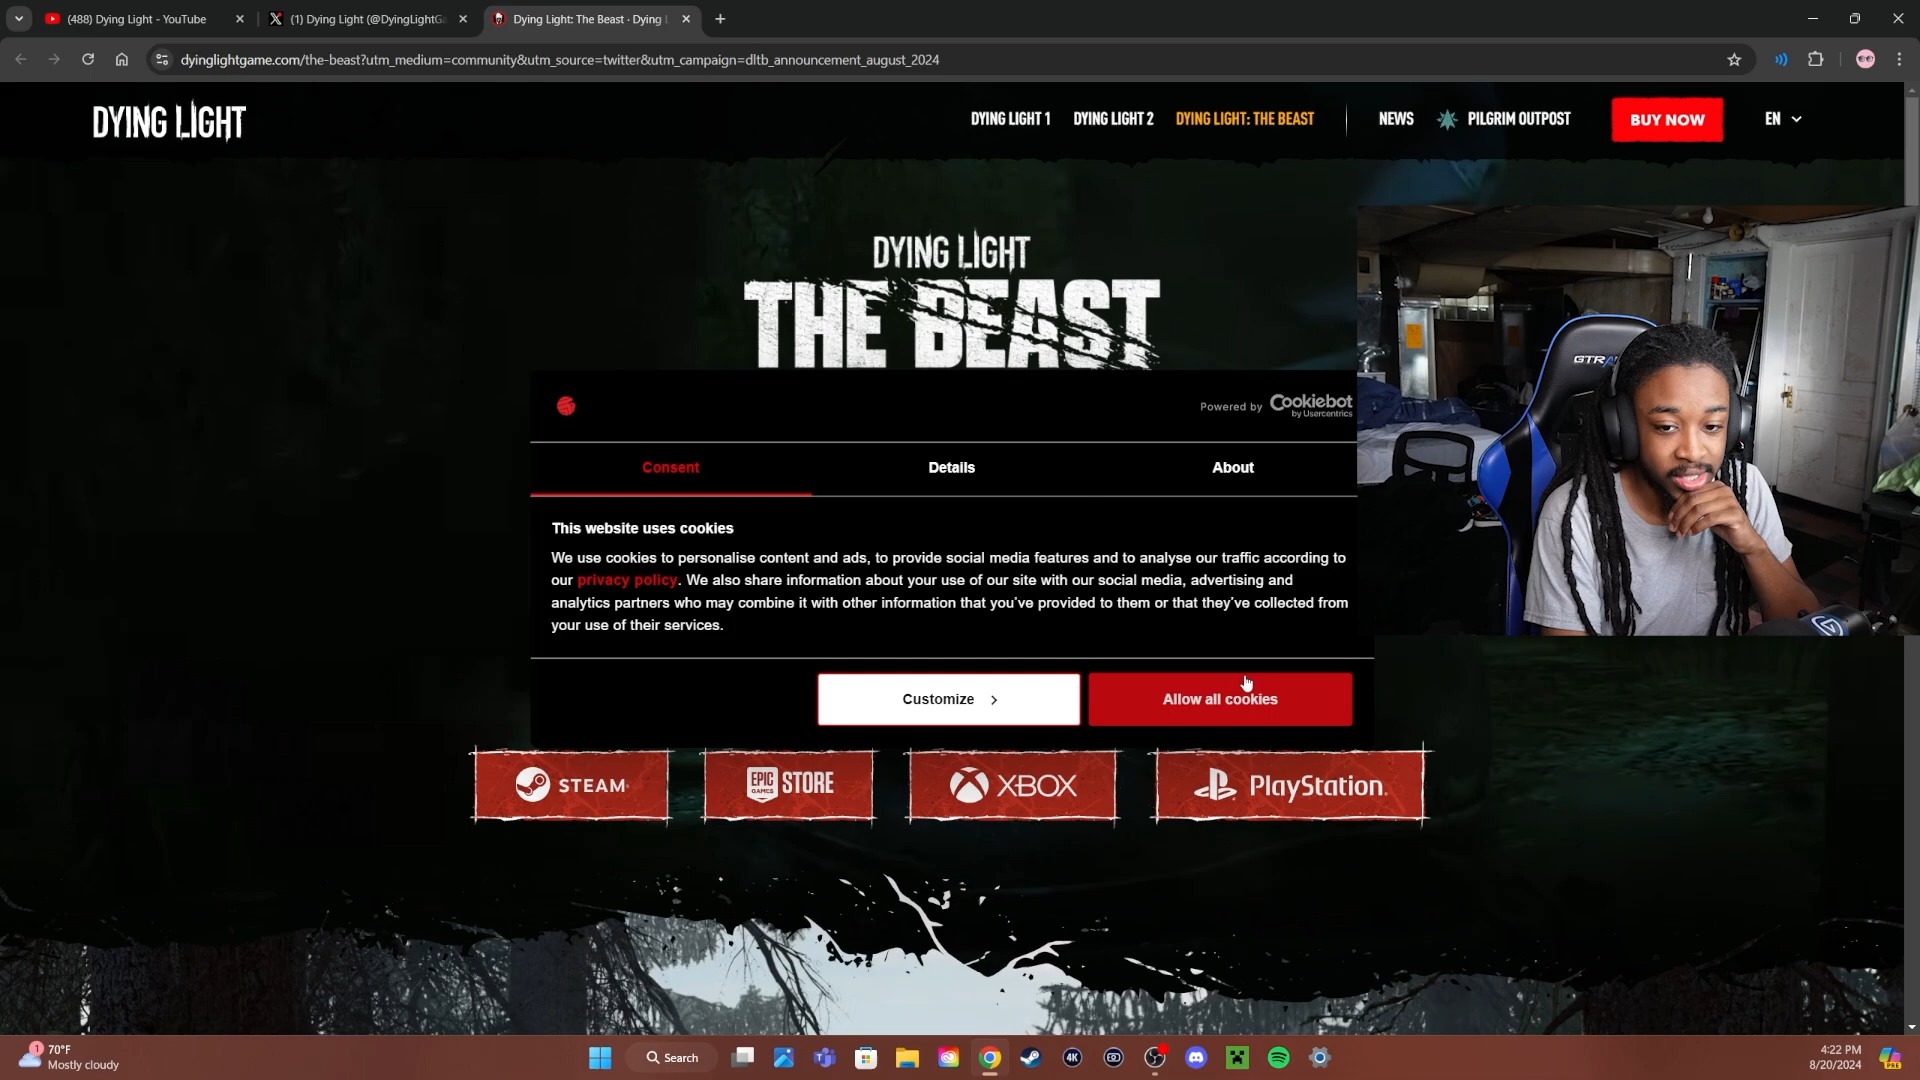 (488) Dying Light - YouTube
(1) Dying Light (@DyingLightGa
Dying Light: The Beast · Dying L
dyinglightgame.com/the-beast?utm_medium=community&utm_source=twitter&utm_campaign=dltb_announcement_august_2024
DYING LIGHT
DYING LIGHT 1
DYING LIGHT 2
DYING LIGHT: THE BEAST
NEWS
PILGRIM OUTPOST
BUY NOW
EN
DYING LIGHT
THE BEAST
Powered by Cookiebot
by Usercentrics
Consent
Details
About
This website uses cookies
We use cookies to personalise content and ads, to provide social media features and to analyse our traffic according to
our privacy policy. We also share information about your use of our site with our social media, advertising and
analytics partners who may combine it with other information that you've provided to them or that they've collected from
your use of their services.
Customize
Allow all cookies
STEAM
EPIC GAMES STORE
XBOX
PlayStation
1
70°F
Mostly cloudy
Search
4K
4:22 PM
8/20/2024
PRE